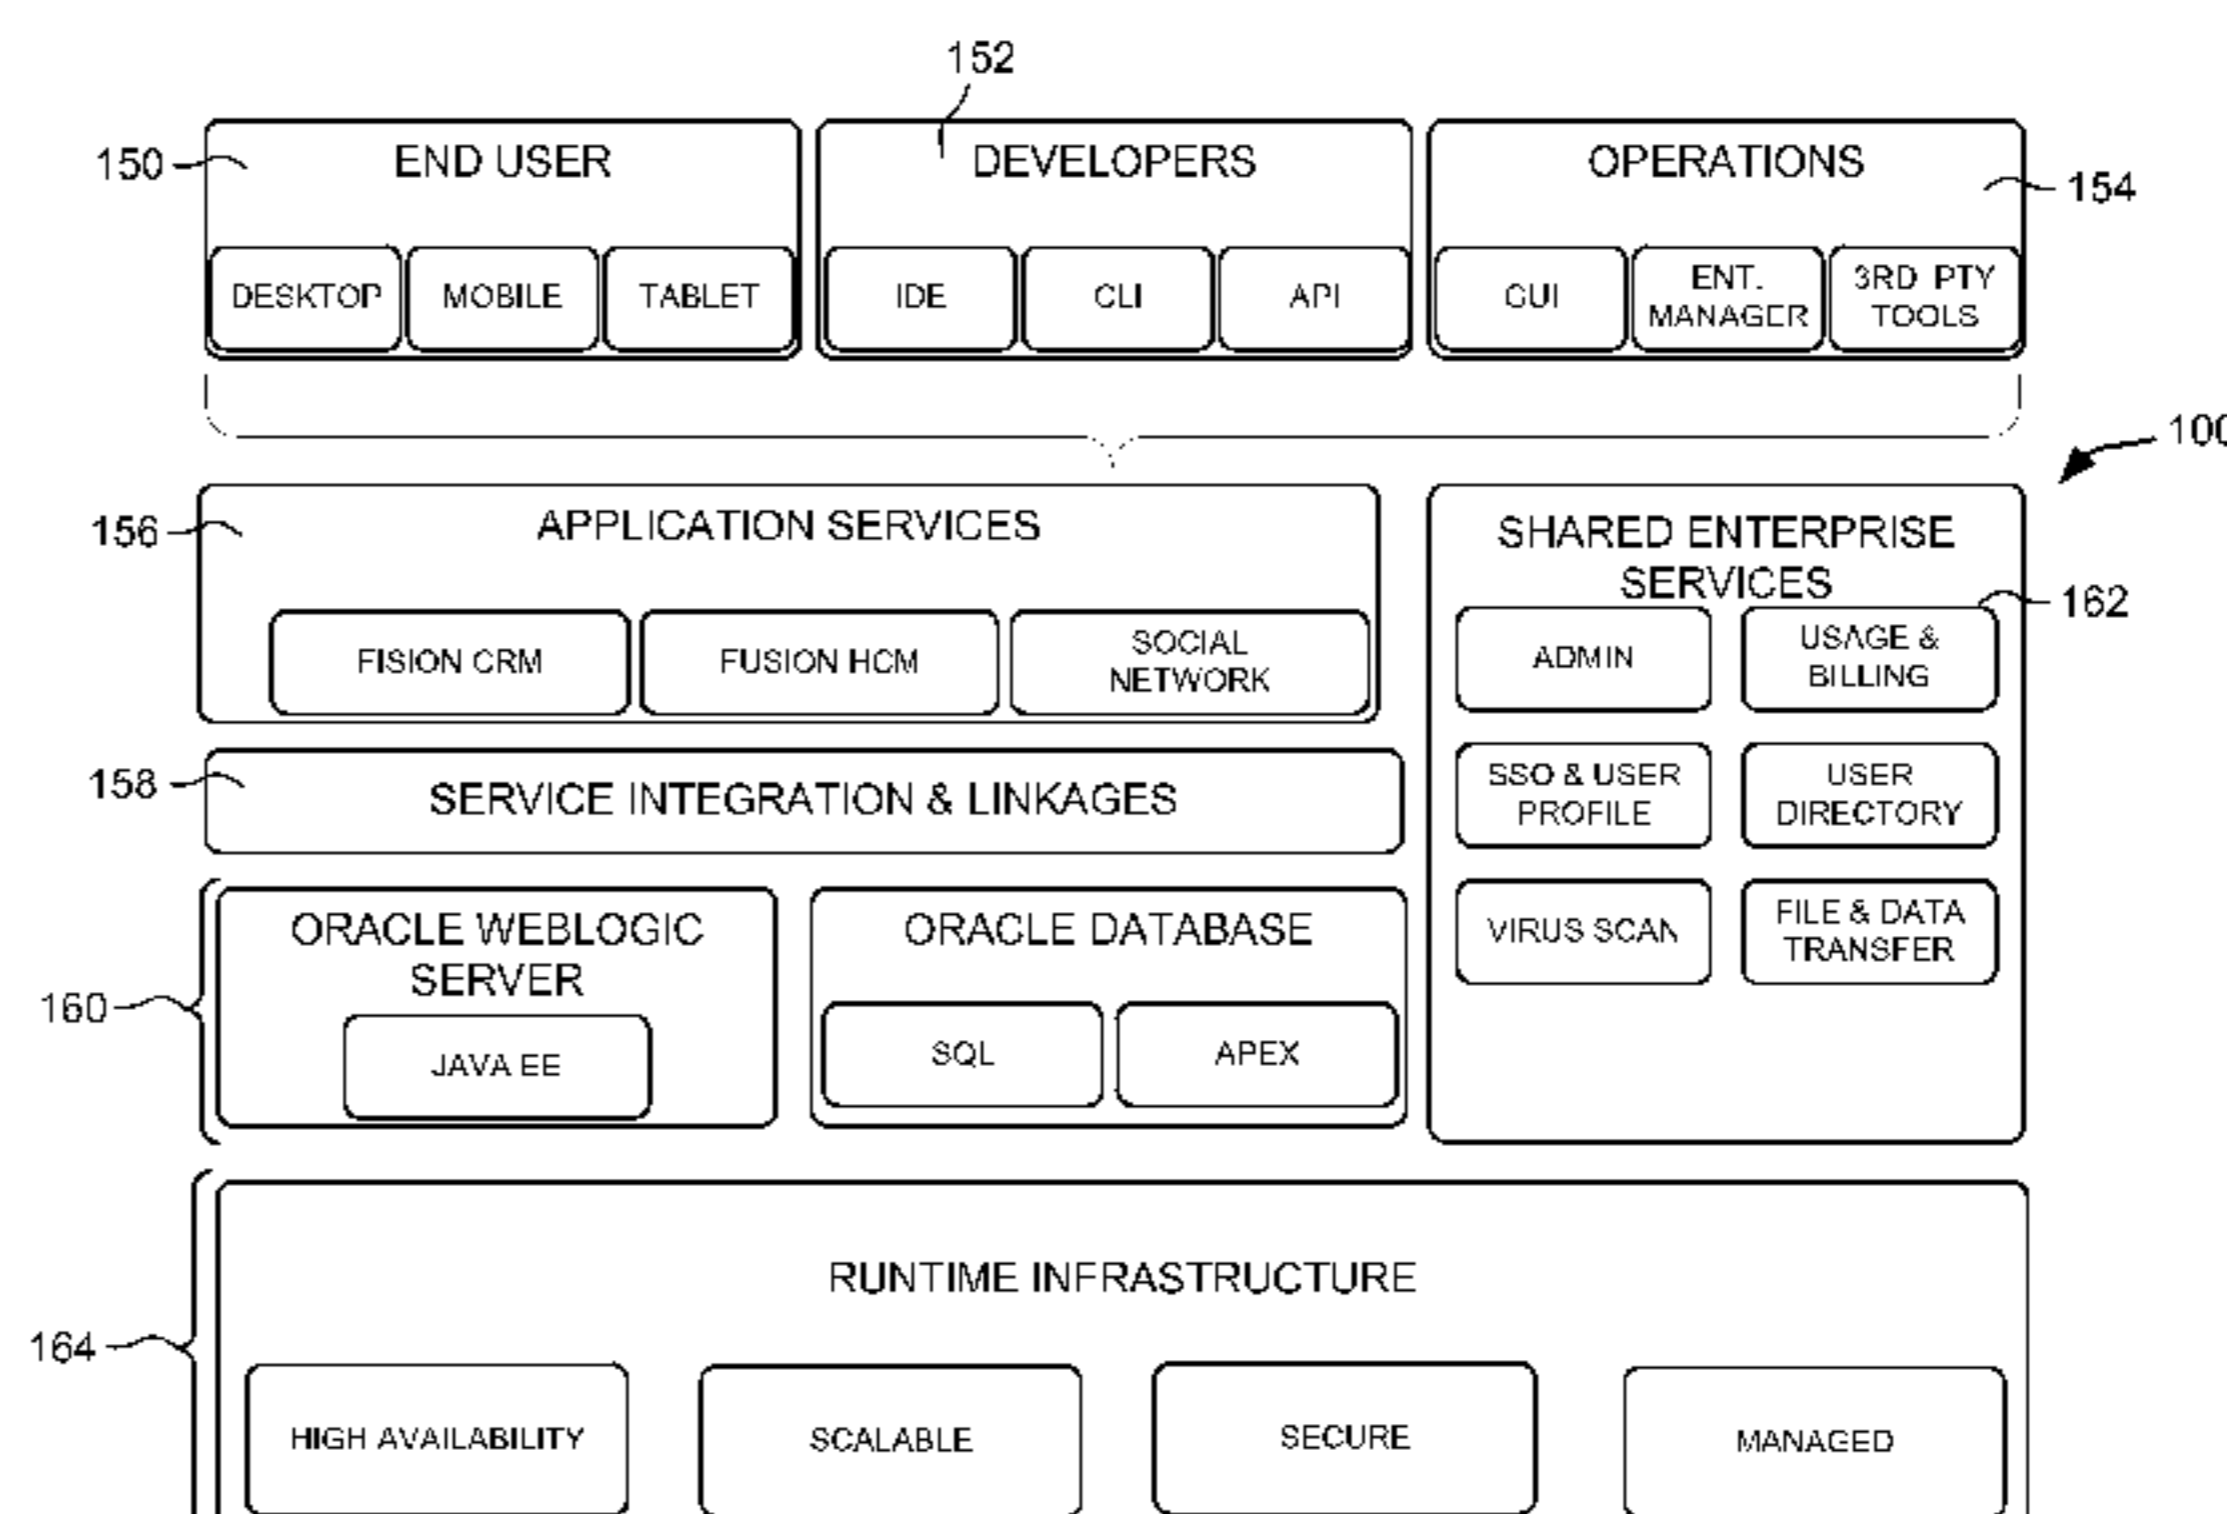 152
150
END USER
DEVELOPERS
OPERATIONS
154
DESKTOP
MOBILE
TABLET
IDE
CLI
API
GUI
ENT.
MANAGER
3RD PTY
TOOLS
100
156
APPLICATION SERVICES
FISION CRM
FUSION HCM
SOCIAL
NETWORK
SHARED ENTERPRISE
SERVICES
162
ADMIN
USAGE &
BILLING
158
SERVICE INTEGRATION & LINKAGES
SSO & USER
PROFILE
USER
DIRECTORY
160
ORACLE WEBLOGIC
SERVER
JAVA EE
ORACLE DATABASE
SQL
APEX
VIRUS SCAN
FILE & DATA
TRANSFER
164
RUNTIME INFRASTRUCTURE
HIGH AVAILABILITY
SCALABLE
SECURE
MANAGED